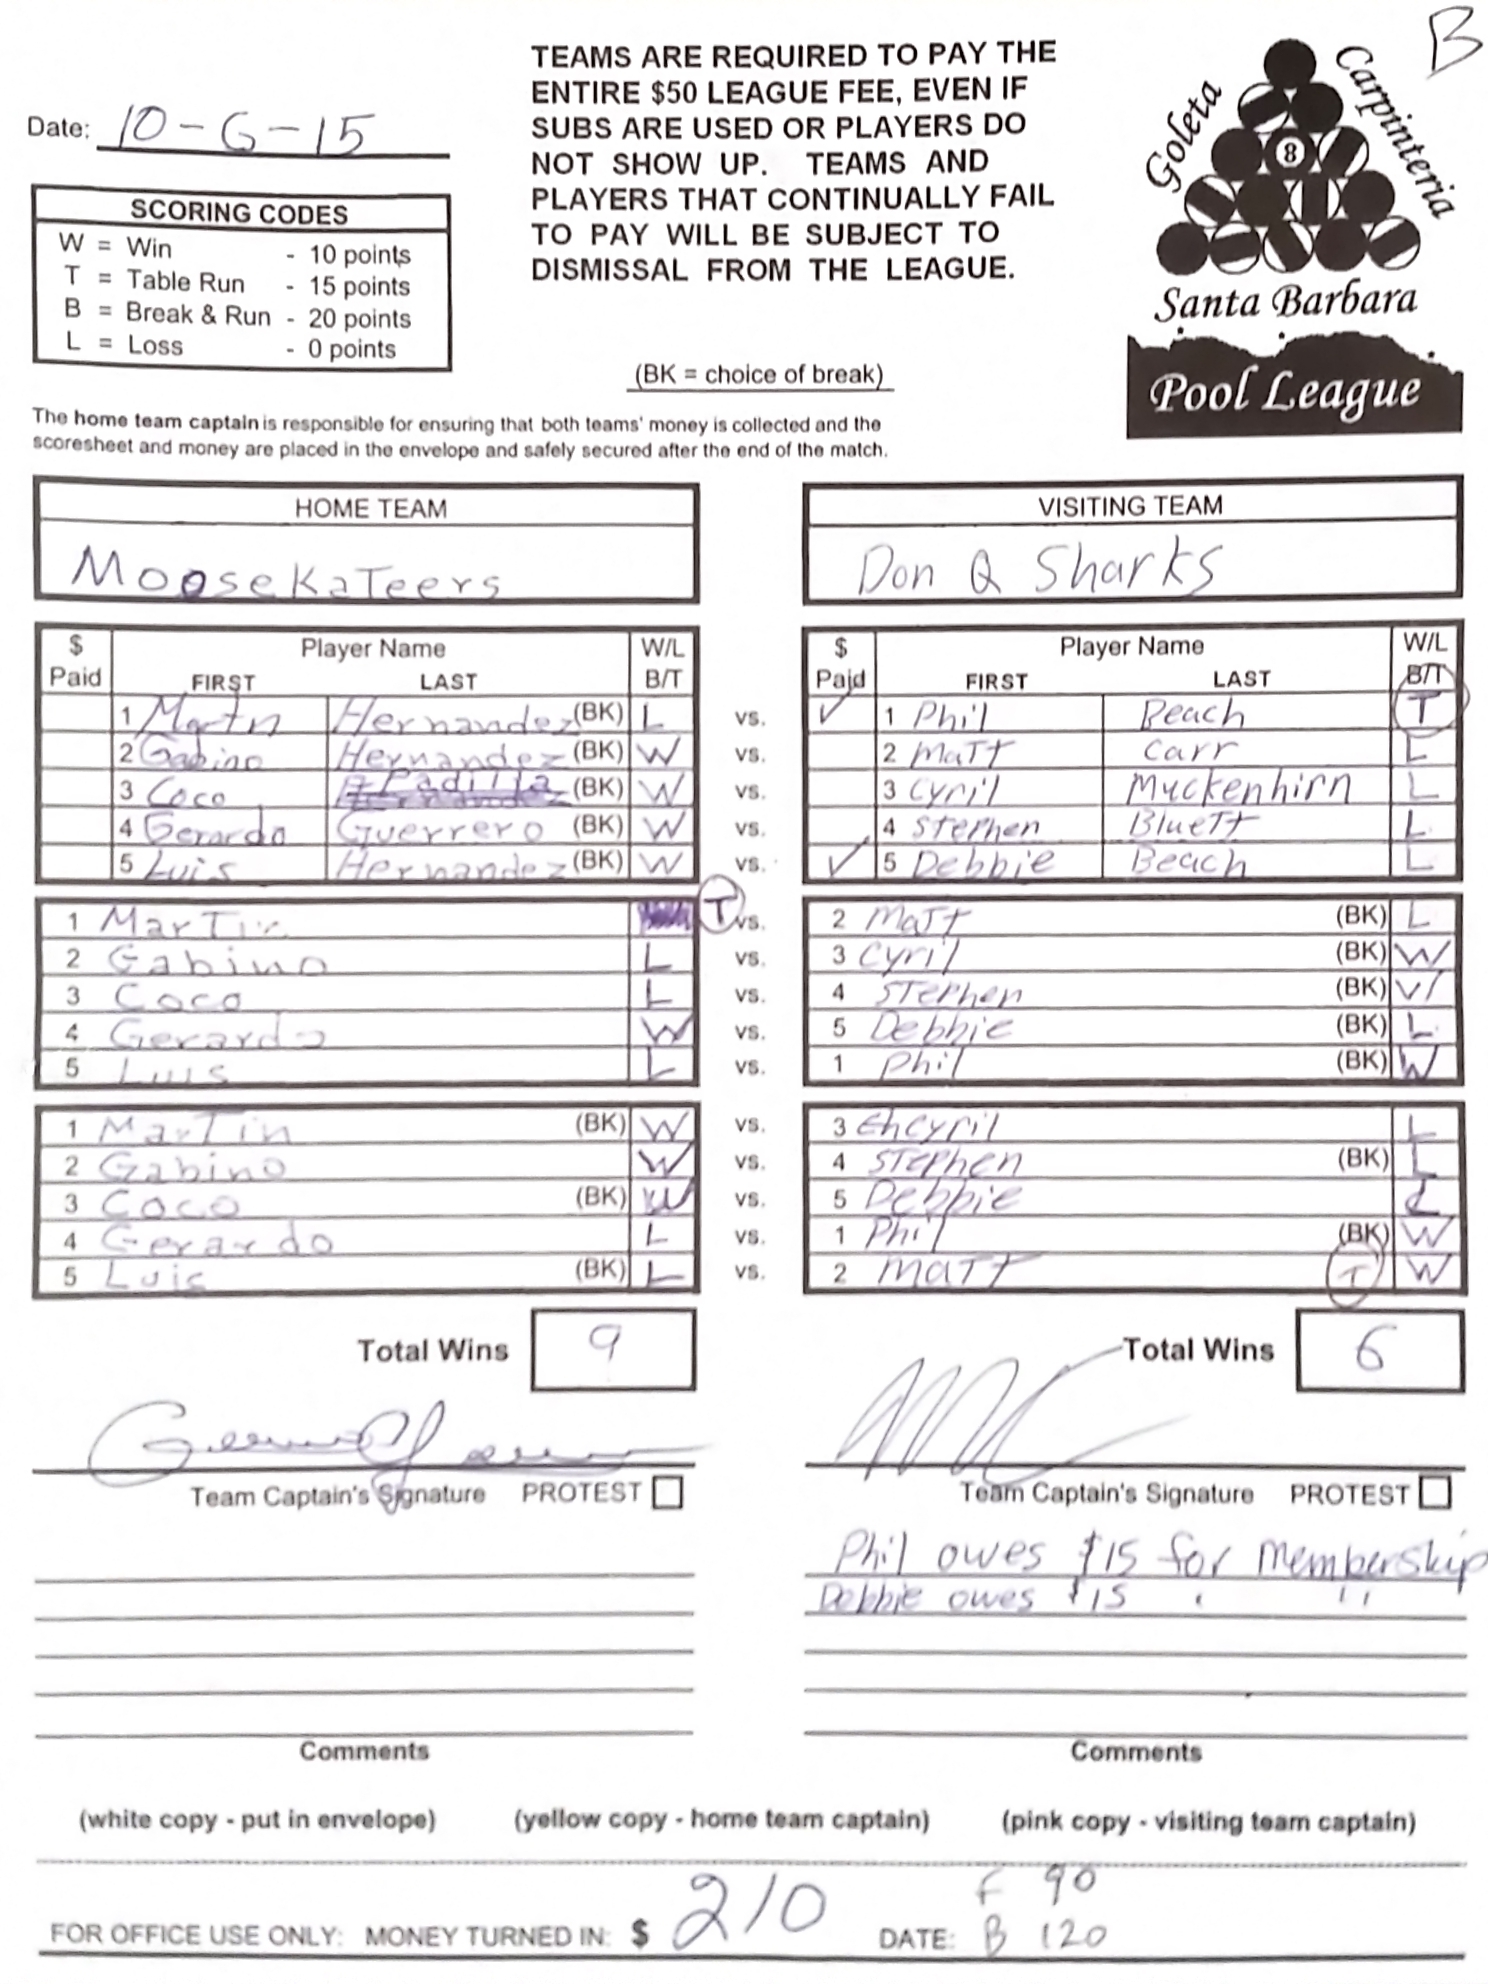 B
Date: 10-6-15
TEAMS ARE REQUIRED TO PAY THE
ENTIRE $50 LEAGUE FEE, EVEN IF
SUBS ARE USED OR PLAYERS DO
NOT SHOW UP. TEAMS AND
PLAYERS THAT CONTINUALLY FAIL
TO PAY WILL BE SUBJECT TO
DISMISSAL FROM THE LEAGUE.
Goleta
Carpinteria
8
Santa Barbara
Pool League
SCORING CODES
W = Win - 10 points
T = Table Run - 15 points
B = Break & Run - 20 points
L = Loss - 0 points
(BK = choice of break)
The home team captain is responsible for ensuring that both teams' money is collected and the
scoresheet and money are placed in the envelope and safely secured after the end of the match.
HOME TEAM
MooseKaTeers
VISITING TEAM
Don Q Sharks
$ Player Name W/L $ Player Name W/L
Paid FIRST LAST B/T Paid FIRST LAST B/T
1 Martn Hernandez (BK) L vs. ✓ 1 Phil Beach T
2 Gabino Hernandez (BK) W vs. 2 MaTT Carr L
3 Coco Padilla (BK) W vs. 3 Cyril Muckenhirn L
4 Gerardo Guerrero (BK) W vs. 4 Stephen BlueTT L
5 Luis Hernandez (BK) W vs. ✓ 5 Debbie Beach L
1 MarTin T vs. 2 MaTT (BK) L
2 Gabino L vs. 3 Cyril (BK) W
3 Coco L vs. 4 STephen (BK) W
4 Gerardo W vs. 5 Debbie (BK) L
5 Luis L vs. 1 Phil (BK) W
1 MarTin (BK) W vs. 3 Cyril L
2 Gabino W vs. 4 STephen (BK) L
3 Coco (BK) W vs. 5 Debbie L
4 Gerardo L vs. 1 Phil (BK) W
5 Luis (BK) L vs. 2 MaTT T W
Total Wins 9 Total Wins 6
Team Captain's Signature PROTEST Team Captain's Signature PROTEST
Phil owes $15 for membership
Debbie owes $15 " "
Comments Comments
(white copy - put in envelope) (yellow copy - home team captain) (pink copy - visiting team captain)
F 90
FOR OFFICE USE ONLY: MONEY TURNED IN: $ 210 DATE: B 120